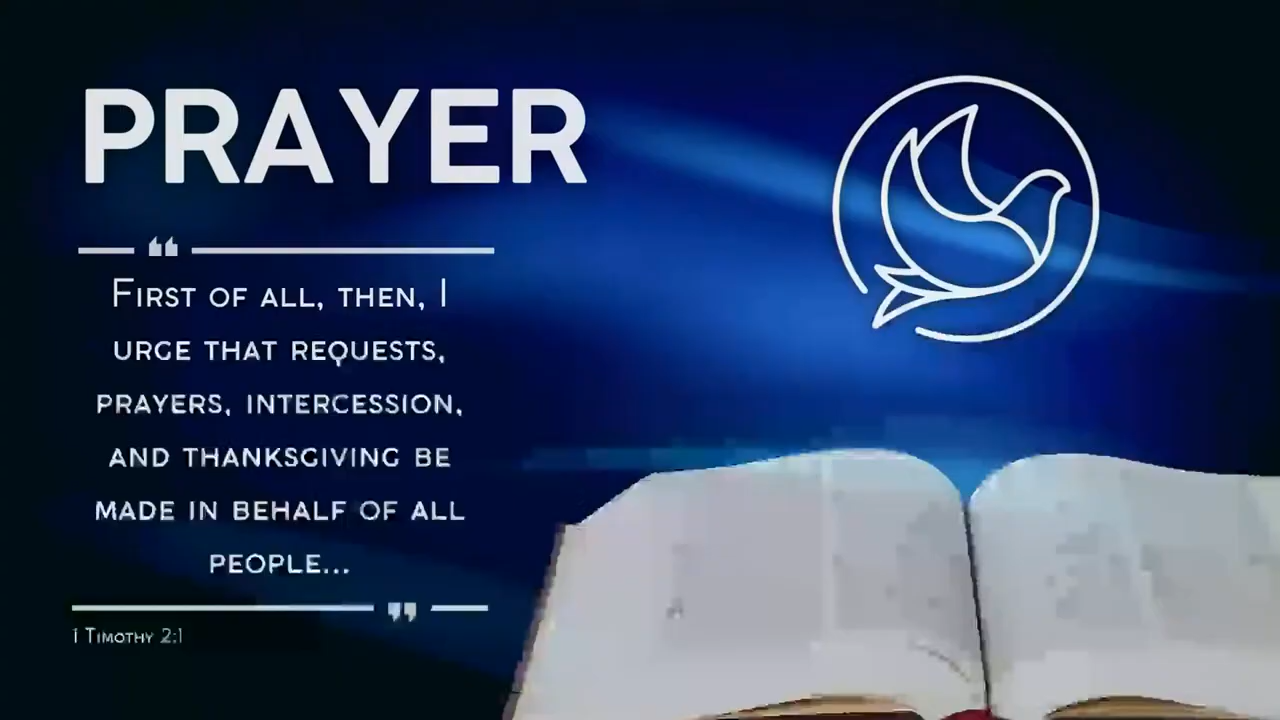 PRAYER
“
First of all, then, I
urge that requests,
prayers, intercession,
and thanksgiving be
made in behalf of all
people...
”
1 Timothy 2:1